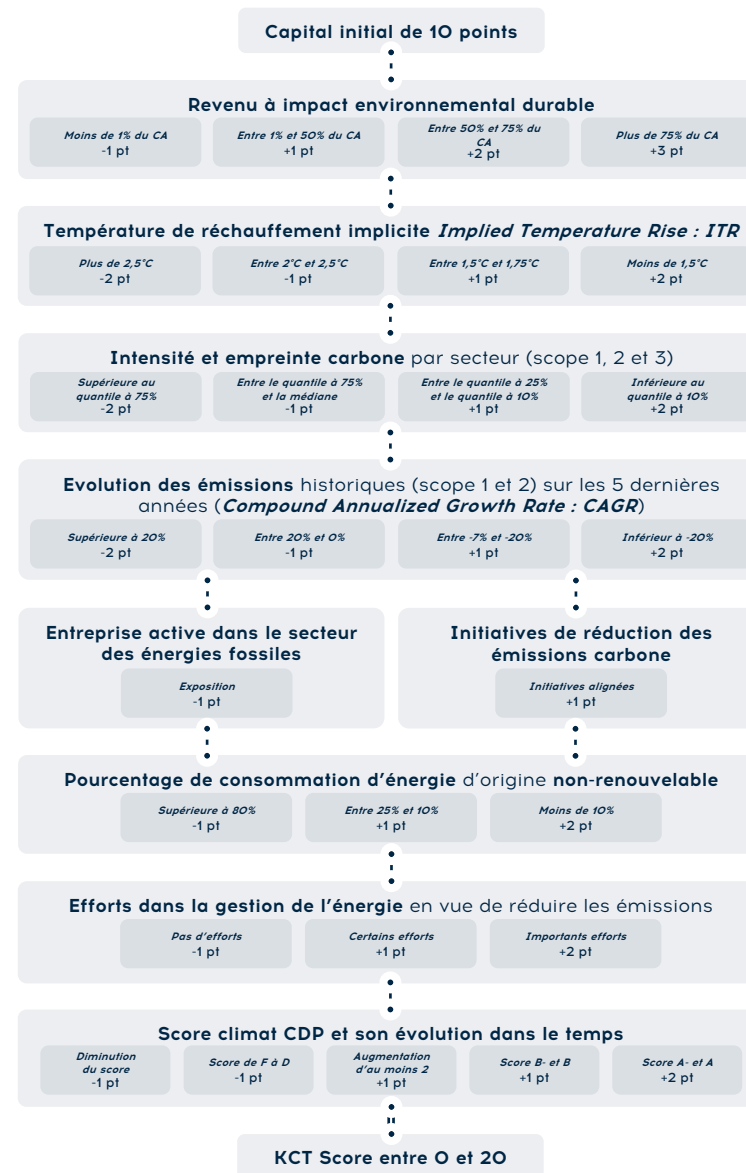 Capital initial de 10 points
Revenu à impact environnemental durable
Moins de 1% du CA
-1 pt
Entre 1% et 50% du CA
+1 pt
Entre 50% et 75% du
CA
+2 pt
Plus de 75% du CA
+3 pt
Température de réchauffement implicite Implied Temperature Rise : ITR
Plus de 2,5°C
-2 pt
Entre 2°C et 2,5°C
-1 pt
Entre 1,5°C et 1,75°C
+1 pt
Moins de 1,5°C
+2 pt
Intensité et empreinte carbone par secteur (scope 1, 2 et 3)
Supérieure au
quantile à 75%
-2 pt
Entre le quantile à 75%
et la médiane
-1 pt
Entre le quantile à 25%
et le quantile à 10%
+1 pt
Inférieure au
quantile à 10%
+2 pt
Evolution des émissions historiques (scope 1 et 2) sur les 5 dernières
années (Compound Annualized Growth Rate : CAGR)
Supérieure à 20%
-2 pt
Entre 20% et 0%
-1 pt
Entre -7% et -20%
+1 pt
Inférieur à -20%
+2 pt
Entreprise active dans le secteur
des énergies fossiles
Exposition
-1 pt
Initiatives de réduction des
émissions carbone
Initiatives alignées
+1 pt
Pourcentage de consommation d'énergie d'origine non-renouvelable
Supérieure à 80%
-1 pt
Entre 25% et 10%
+1 pt
Moins de 10%
+2 pt
Efforts dans la gestion de l'énergie en vue de réduire les émissions
Pas d'efforts
-1 pt
Certains efforts
+1 pt
Importants efforts
+2 pt
Score climat CDP et son évolution dans le temps
Diminution
du score
-1 pt
Score de F à D
-1 pt
Augmentation
d'au moins 2
+1 pt
Score B- et B
+1 pt
Score A- et A
+2 pt
KCT Score entre 0 et 20